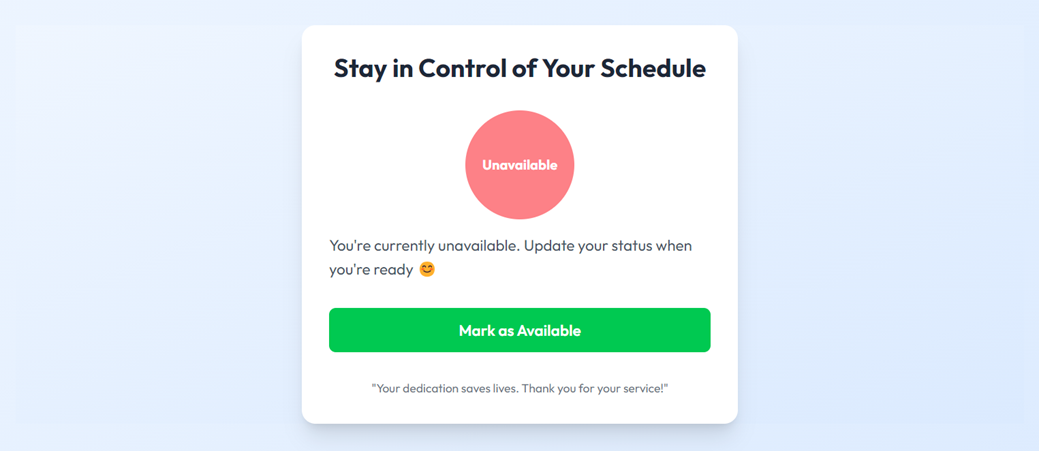 Stay in Control of Your Schedule
Unavailable
You're currently unavailable. Update your status when
you're ready 😊
Mark as Available
"Your dedication saves lives. Thank you for your service!"